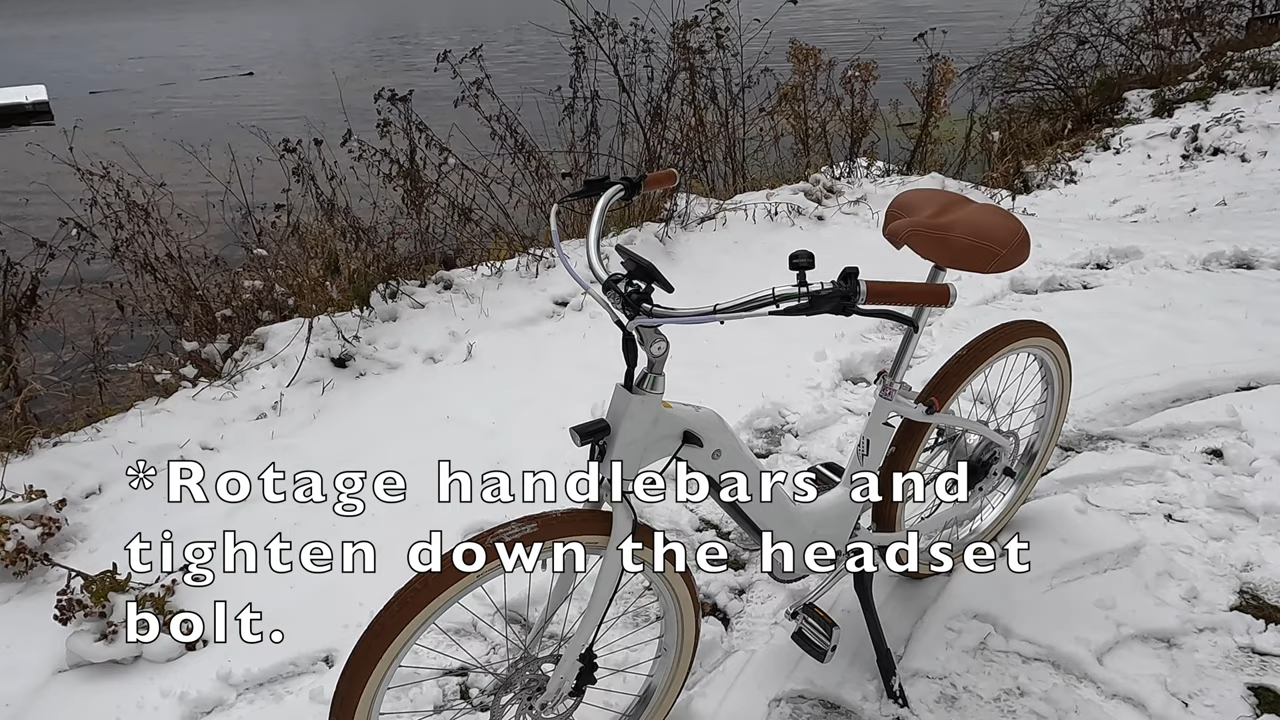 *Rotage handlebars and
tighten down the headset
bolt.